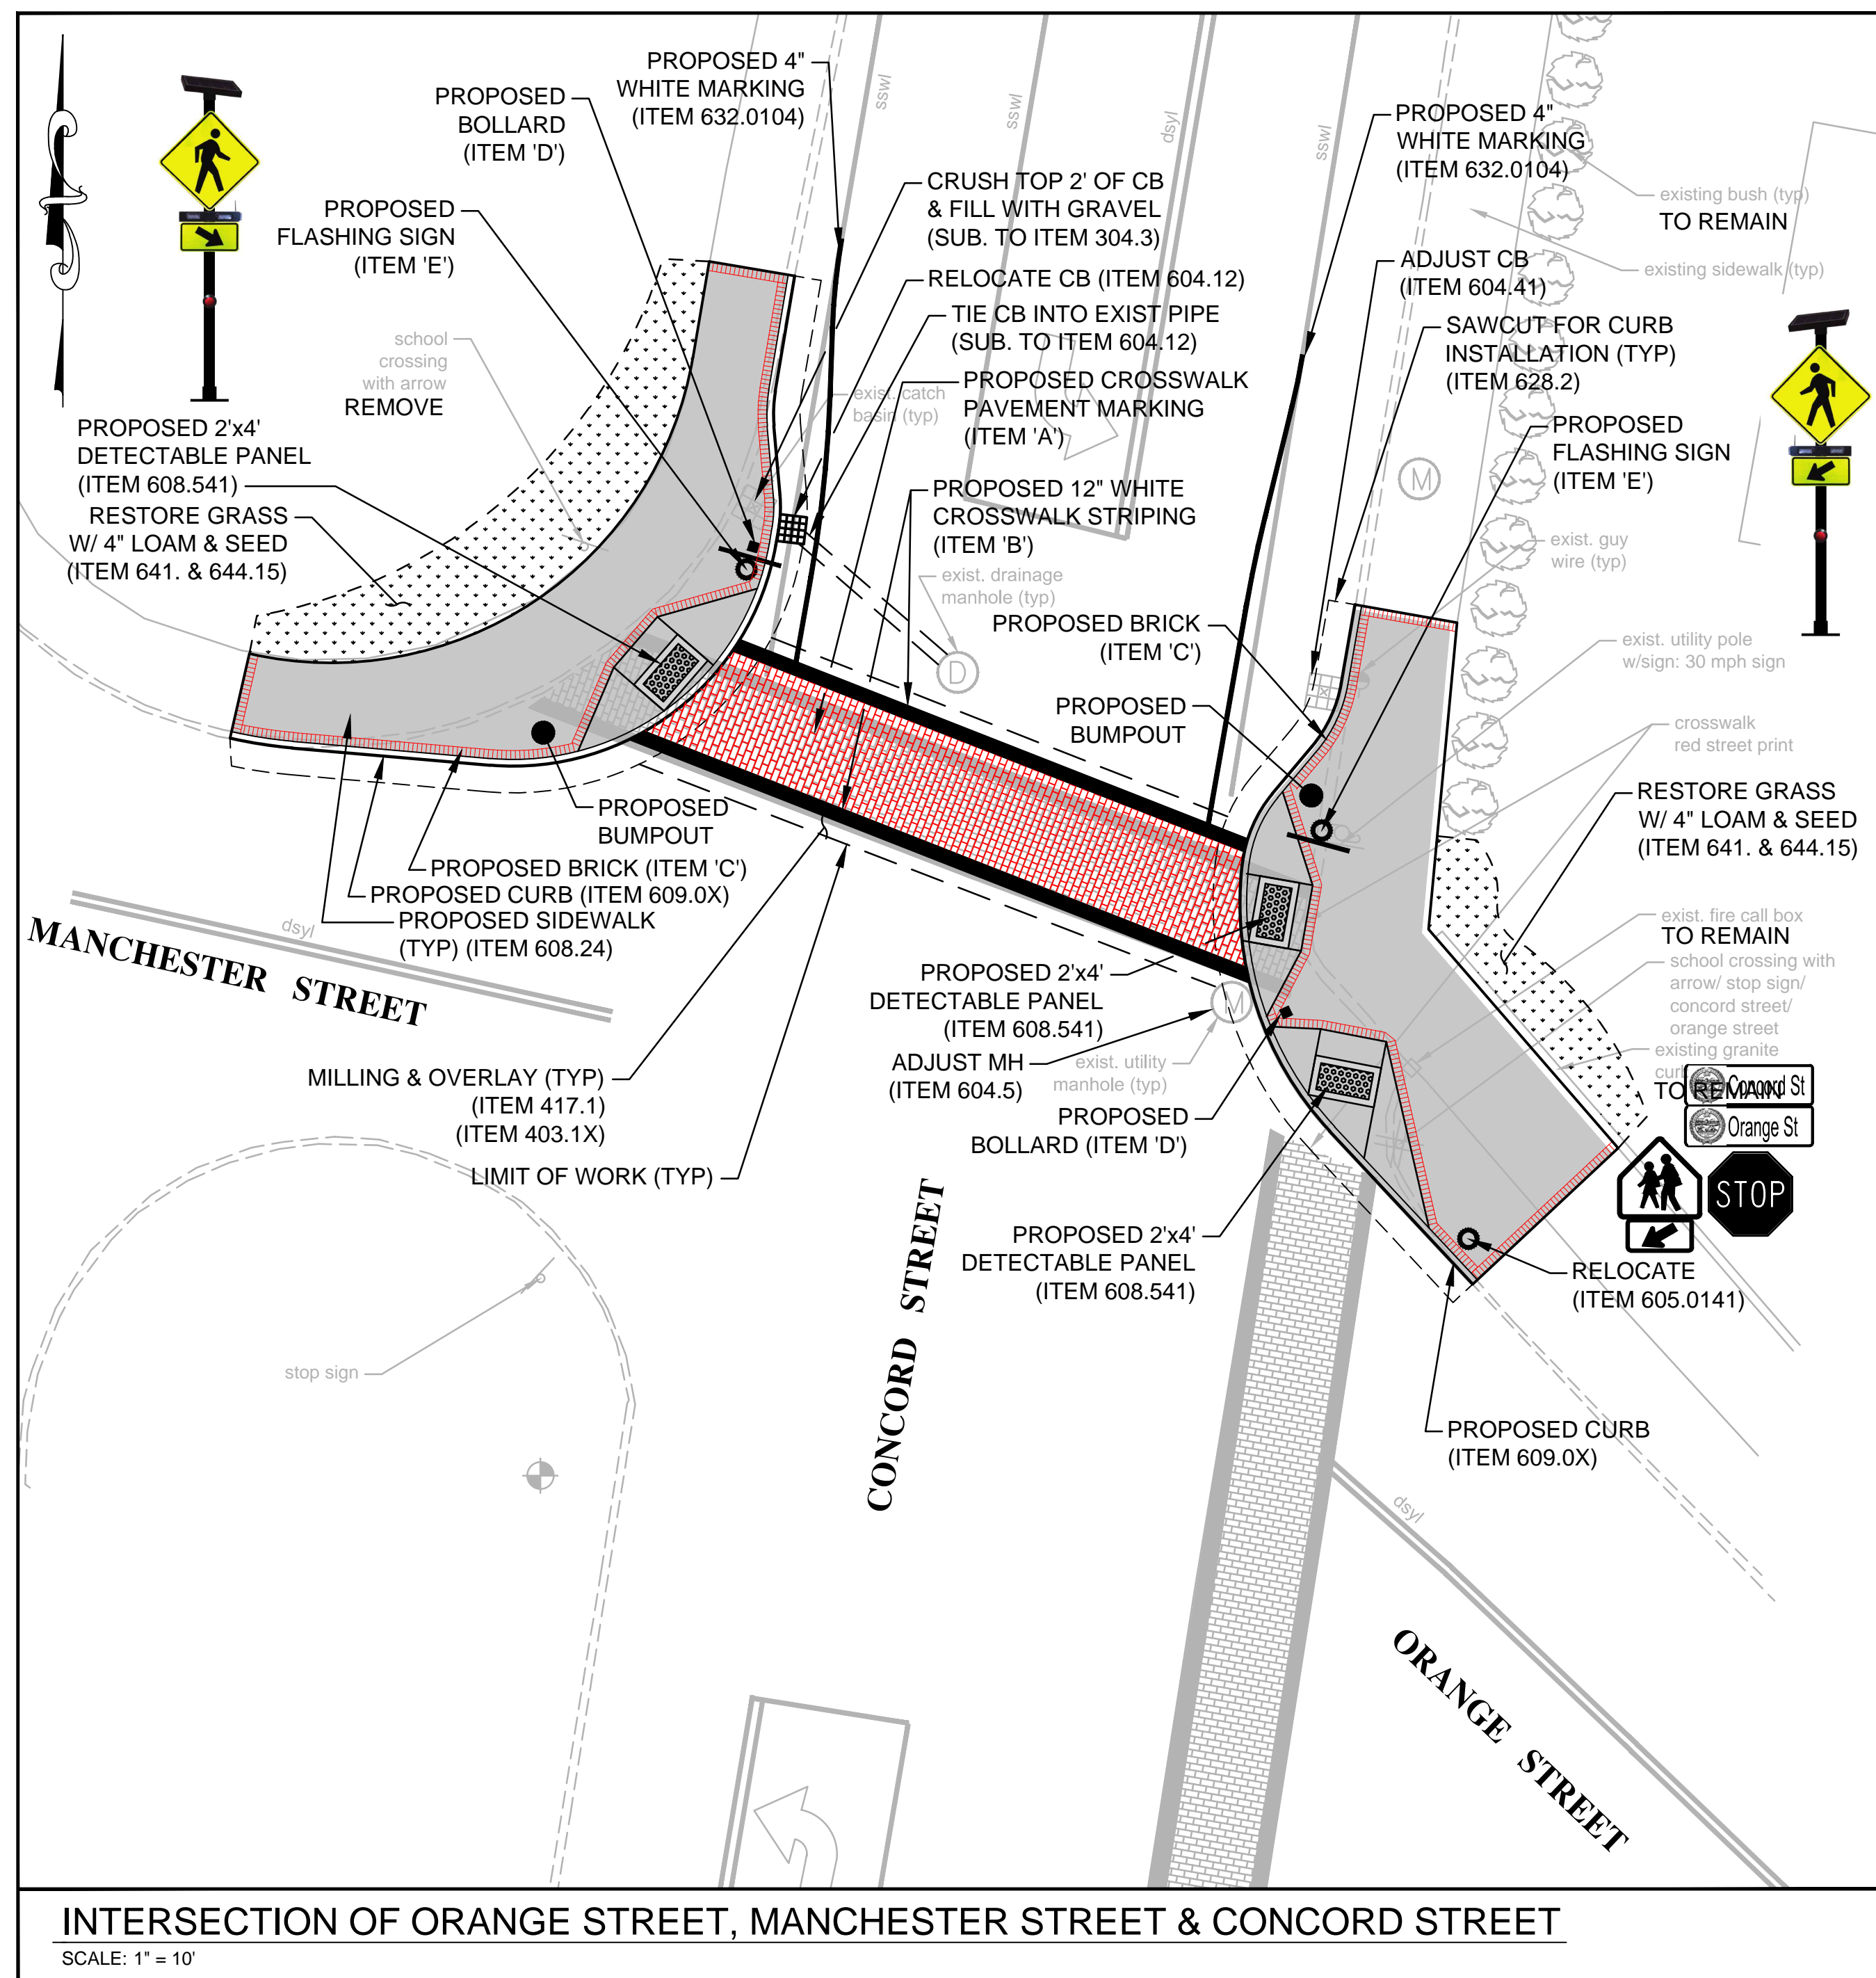 PROPOSED 4"
WHITE MARKING
(ITEM 632.0104)
PROPOSED
BOLLARD
(ITEM 'D')
PROPOSED
FLASHING SIGN
(ITEM 'E')
school
crossing
with arrow
REMOVE
PROPOSED 2'x4'
DETECTABLE PANEL
(ITEM 608.541)
RESTORE GRASS
W/ 4" LOAM & SEED
(ITEM 641. & 644.15)
sswl
sswl
dsyl
sswl
CRUSH TOP 2' OF CB
& FILL WITH GRAVEL
(SUB. TO ITEM 304.3)
RELOCATE CB (ITEM 604.12)
TIE CB INTO EXIST PIPE
(SUB. TO ITEM 604.12)
PROPOSED CROSSWALK
PAVEMENT MARKING
(ITEM 'A')
exist. catch
basin (typ)
PROPOSED 12" WHITE
CROSSWALK STRIPING
(ITEM 'B')
exist. drainage
manhole (typ)
D
PROPOSED BRICK
(ITEM 'C')
PROPOSED
BUMPOUT
PROPOSED 4"
WHITE MARKING
(ITEM 632.0104)
existing bush (typ)
TO REMAIN
existing sidewalk (typ)
ADJUST CB
(ITEM 604.41)
SAWCUT FOR CURB
INSTALLATION (TYP)
(ITEM 628.2)
PROPOSED
FLASHING SIGN
(ITEM 'E')
M
exist. guy
wire (typ)
exist. utility pole
w/sign: 30 mph sign
crosswalk
red street print
RESTORE GRASS
W/ 4" LOAM & SEED
(ITEM 641. & 644.15)
exist. fire call box
TO REMAIN
school crossing with
arrow/ stop sign/
concord street/
orange street
existing granite
curb
TO REMAIN
Concord St
Orange St
STOP
RELOCATE
(ITEM 605.0141)
PROPOSED CURB
(ITEM 609.0X)
PROPOSED
BUMPOUT
PROPOSED BRICK (ITEM 'C')
PROPOSED CURB (ITEM 609.0X)
PROPOSED SIDEWALK
(TYP) (ITEM 608.24)
dsyl
MANCHESTER STREET
MILLING & OVERLAY (TYP)
(ITEM 417.1)
(ITEM 403.1X)
LIMIT OF WORK (TYP)
PROPOSED 2'x4'
DETECTABLE PANEL
(ITEM 608.541)
M
ADJUST MH
(ITEM 604.5)
exist. utility
manhole (typ)
PROPOSED
BOLLARD (ITEM 'D')
PROPOSED 2'x4'
DETECTABLE PANEL
(ITEM 608.541)
CONCORD STREET
stop sign
dsyl
ORANGE STREET
INTERSECTION OF ORANGE STREET, MANCHESTER STREET & CONCORD STREET
SCALE: 1" = 10'